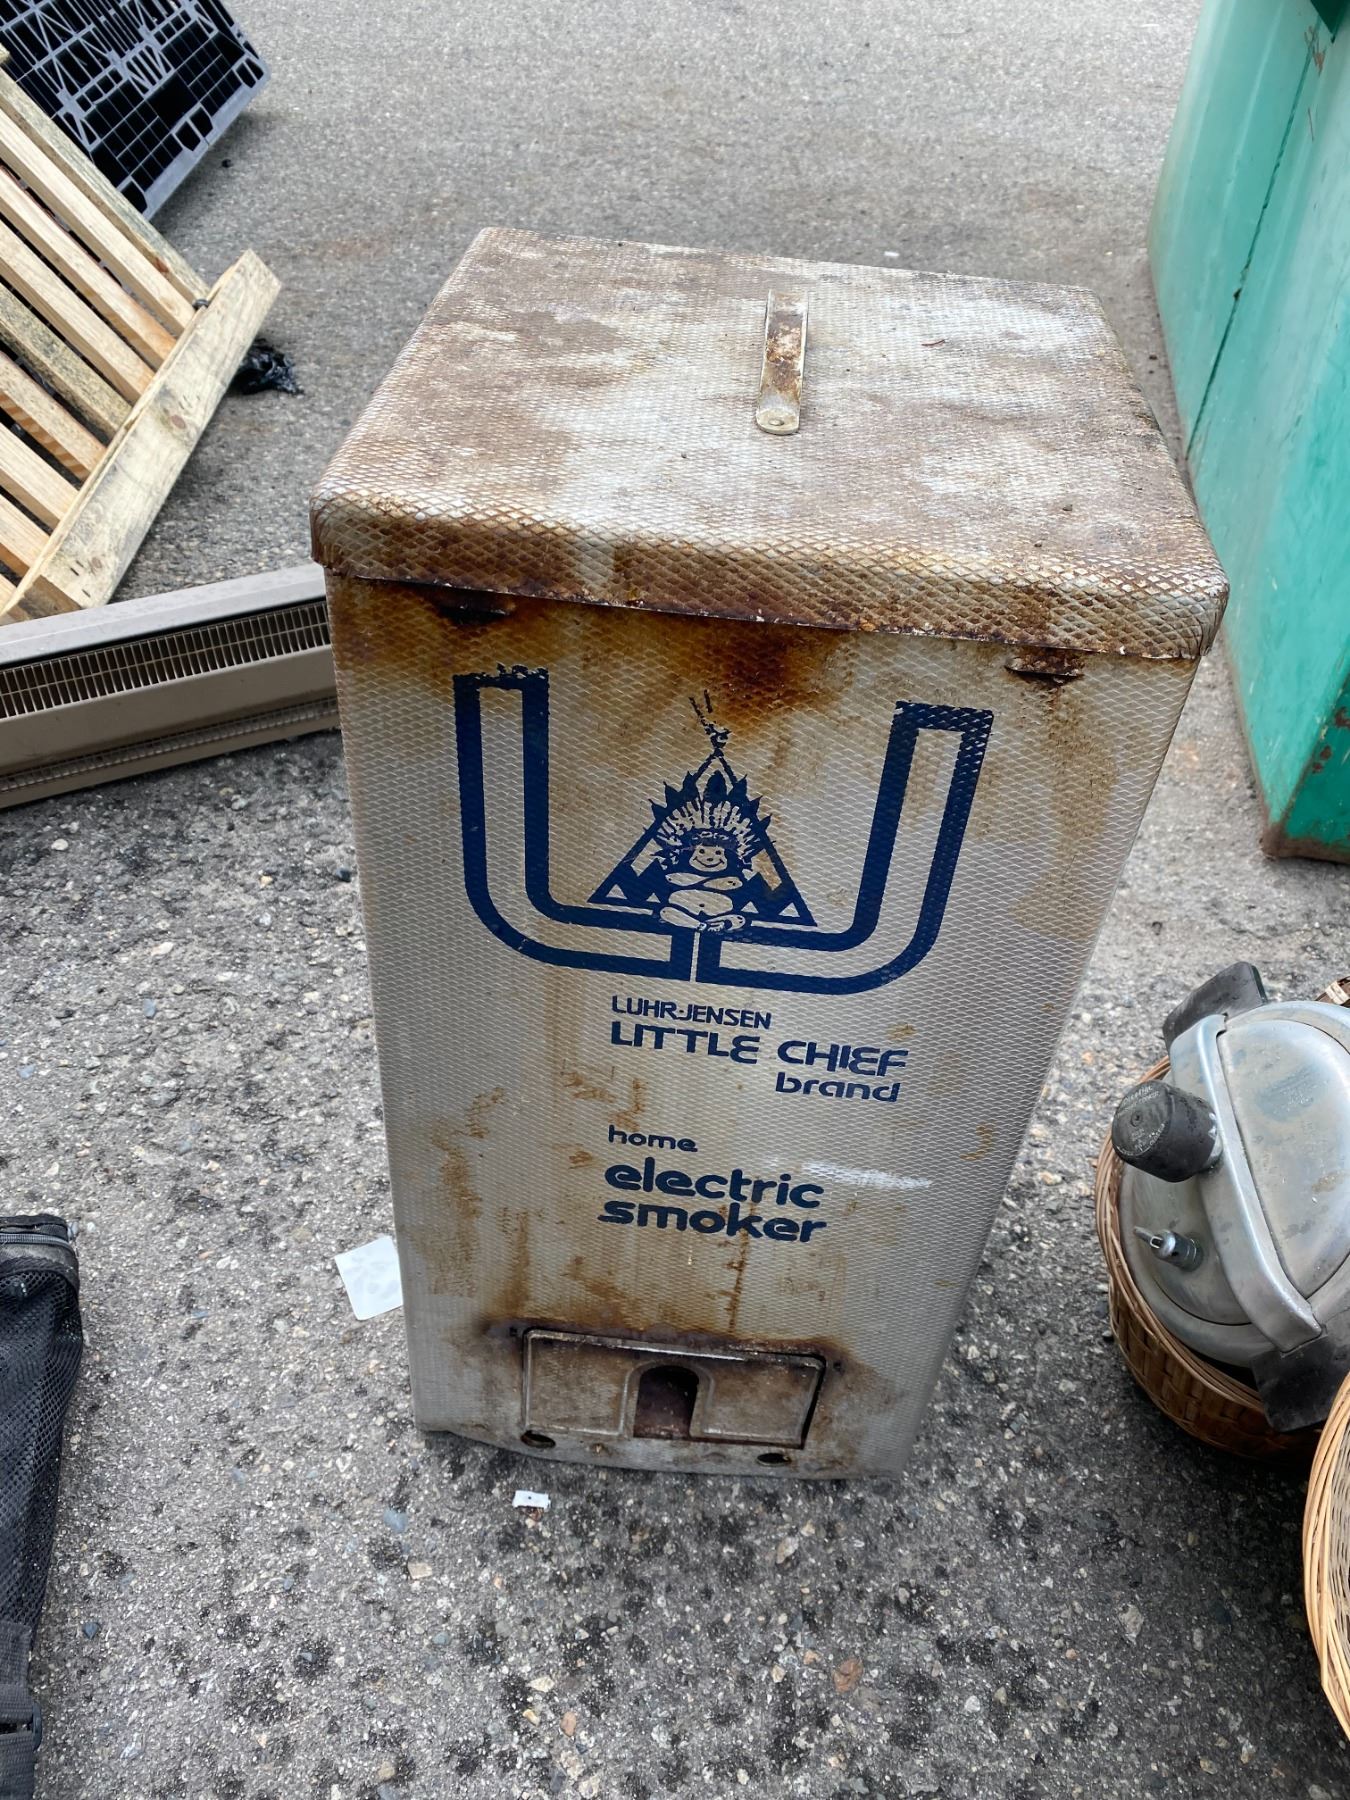 LUHR-JENSEN
LITTLE CHIEF
brand
home
electric
smoker